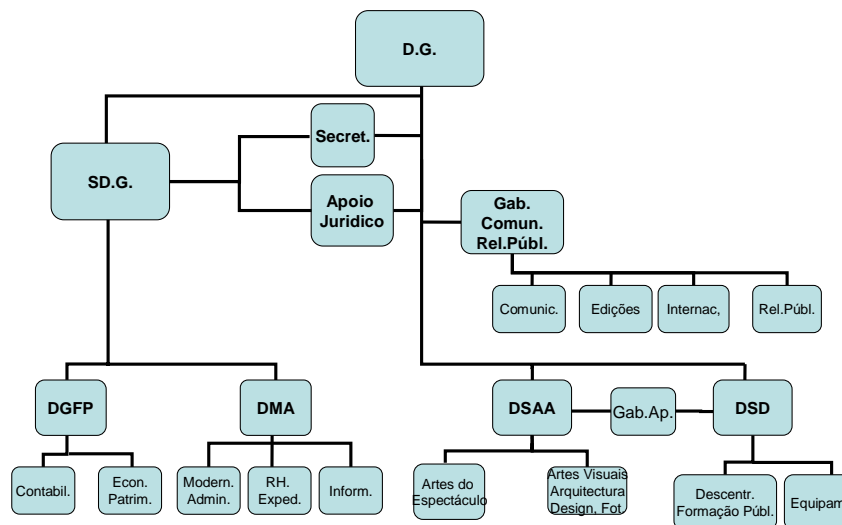 D.G.
Secret.
SD.G.
Apoio
Juridico
Gab.
Comun.
Rel.Públ.
Comunic.
Edições
Internac,
Rel.Públ.
DGFP
DMA
DSAA
Gab.Ap.
DSD
Contabil.
Econ.
Patrim.
Modern.
Admin.
RH.
Exped.
Inform.
Artes do
Espectáculo
Artes Visuais
Arquitectura
Design, Fot
Descentr.
Formação Públ.
Equipam